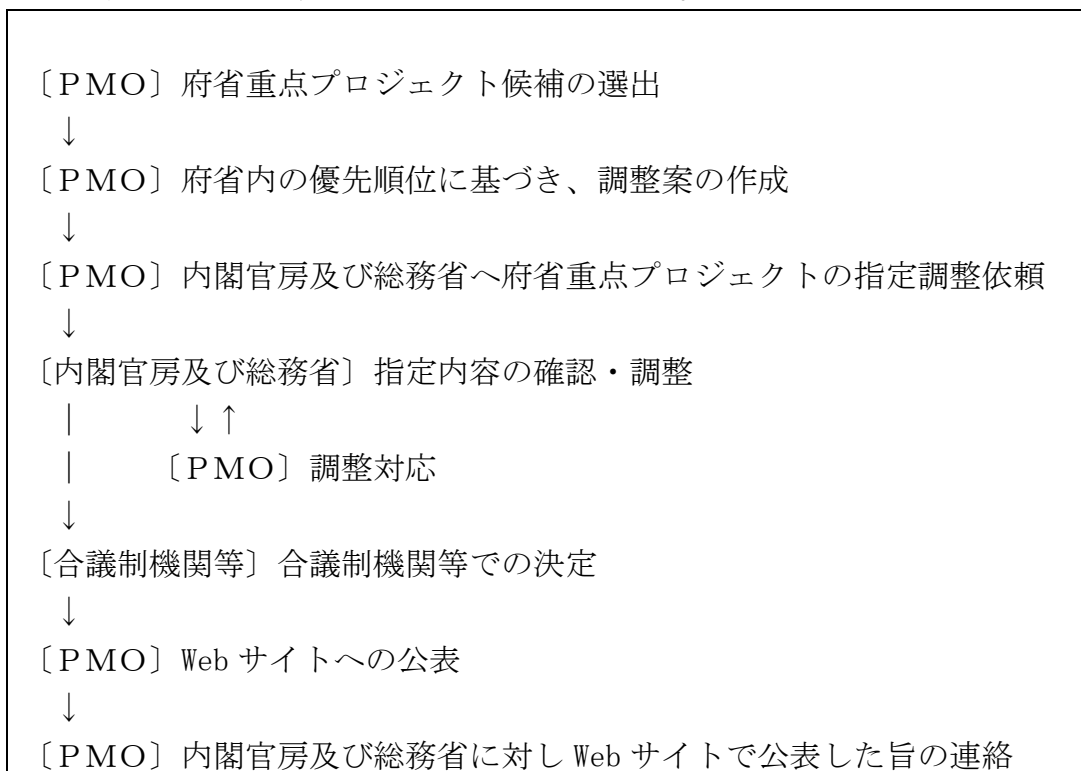 〔ＰＭＯ〕府省重点プロジェクト候補の選出
↓
〔ＰＭＯ〕府省内の優先順位に基づき、調整案の作成
↓
〔ＰＭＯ〕内閣官房及び総務省へ府省重点プロジェクトの指定調整依頼
↓
〔内閣官房及び総務省〕指定内容の確認・調整
｜　　　↓↑
｜　　〔ＰＭＯ〕調整対応
↓
〔合議制機関等〕合議制機関等での決定
↓
〔ＰＭＯ〕Webサイトへの公表
↓
〔ＰＭＯ〕内閣官房及び総務省に対しWebサイトで公表した旨の連絡